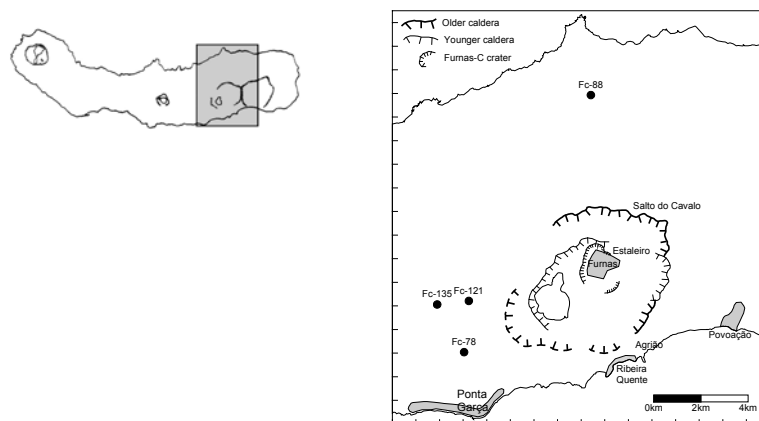 Older caldera
Younger caldera
Furnas-C crater
Fc-88
Salto do Cavalo
Estaleiro
Furnas
Fc-135
Fc-121
Povoação
Fc-78
Agrião
Ribeira
Quente
Ponta
Garça
0km
2km
4km